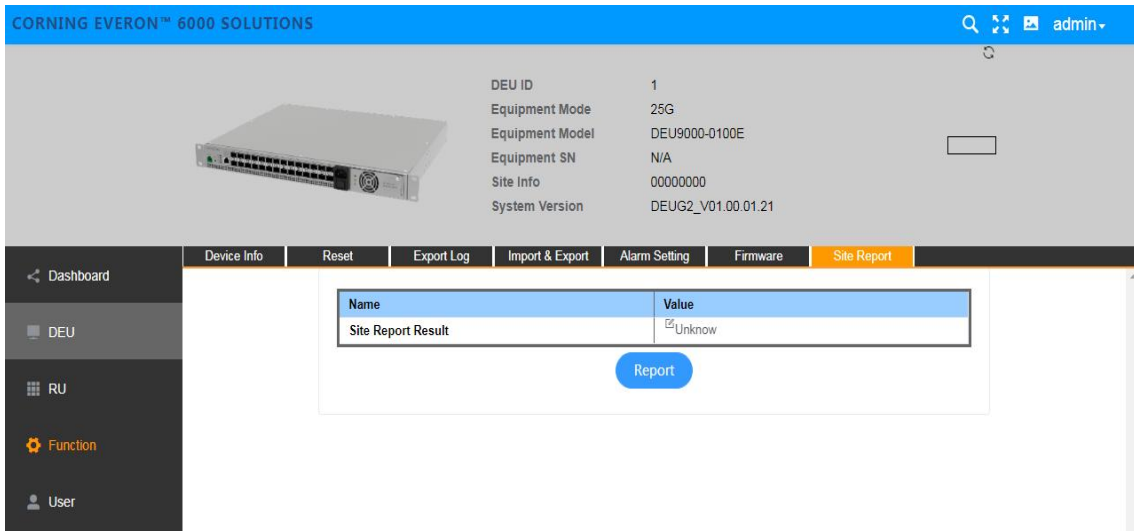 CORNING EVERON™ 6000 SOLUTIONS
admin
DEU ID 1
Equipment Mode 25G
Equipment Model DEU9000-0100E
Equipment SN N/A
Site Info 00000000
System Version DEUG2_V01.00.01.21
Device Info Reset Export Log Import & Export Alarm Setting Firmware Site Report
Dashboard
DEU
RU
Function
User
Name Value
Site Report Result Unknow
Report